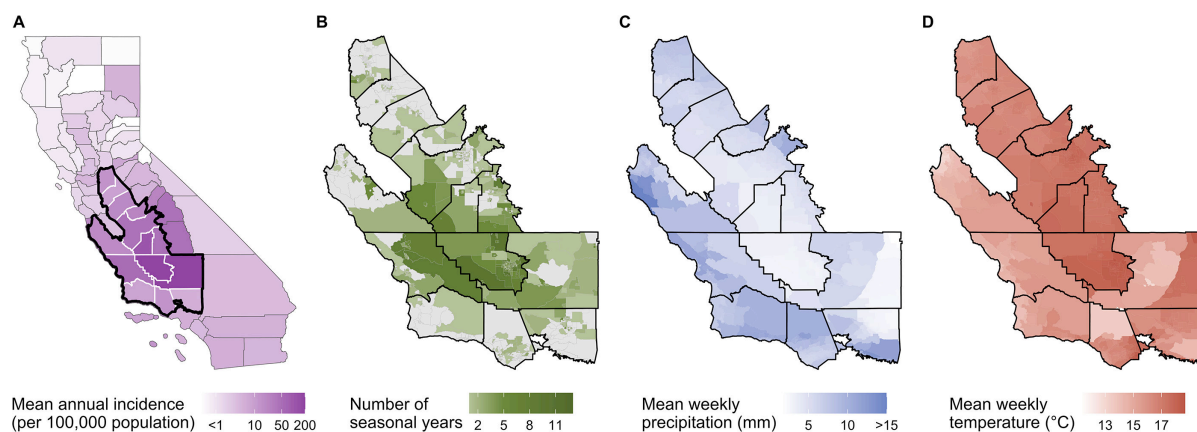 A
B
C
D
Mean annual incidence
(per 100,000 population)
<1 10 50 200
Number of
seasonal years
2 5 8 11
Mean weekly
precipitation (mm)
5 10 >15
Mean weekly
temperature (°C)
13 15 17